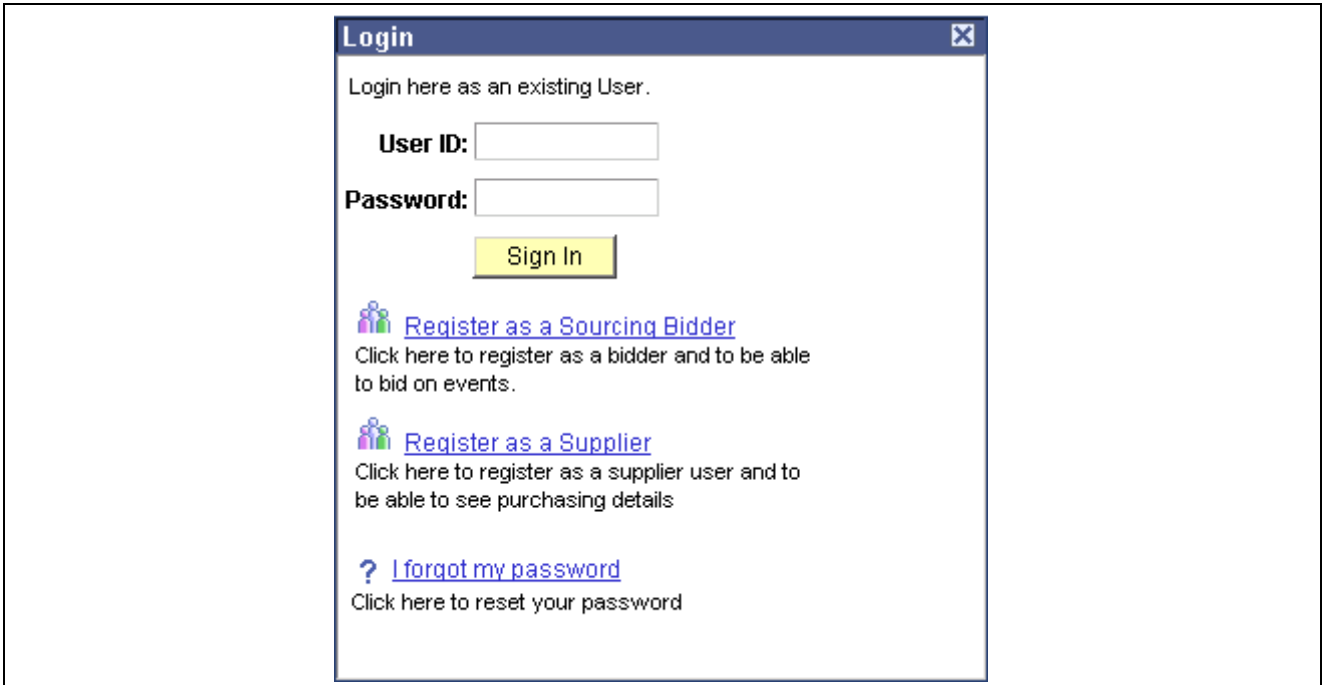 Login
Login here as an existing User.
User ID:
Password:
Sign In
Register as a Sourcing Bidder
Click here to register as a bidder and to be able
to bid on events.
Register as a Supplier
Click here to register as a supplier user and to
be able to see purchasing details
? I forgot my password
Click here to reset your password